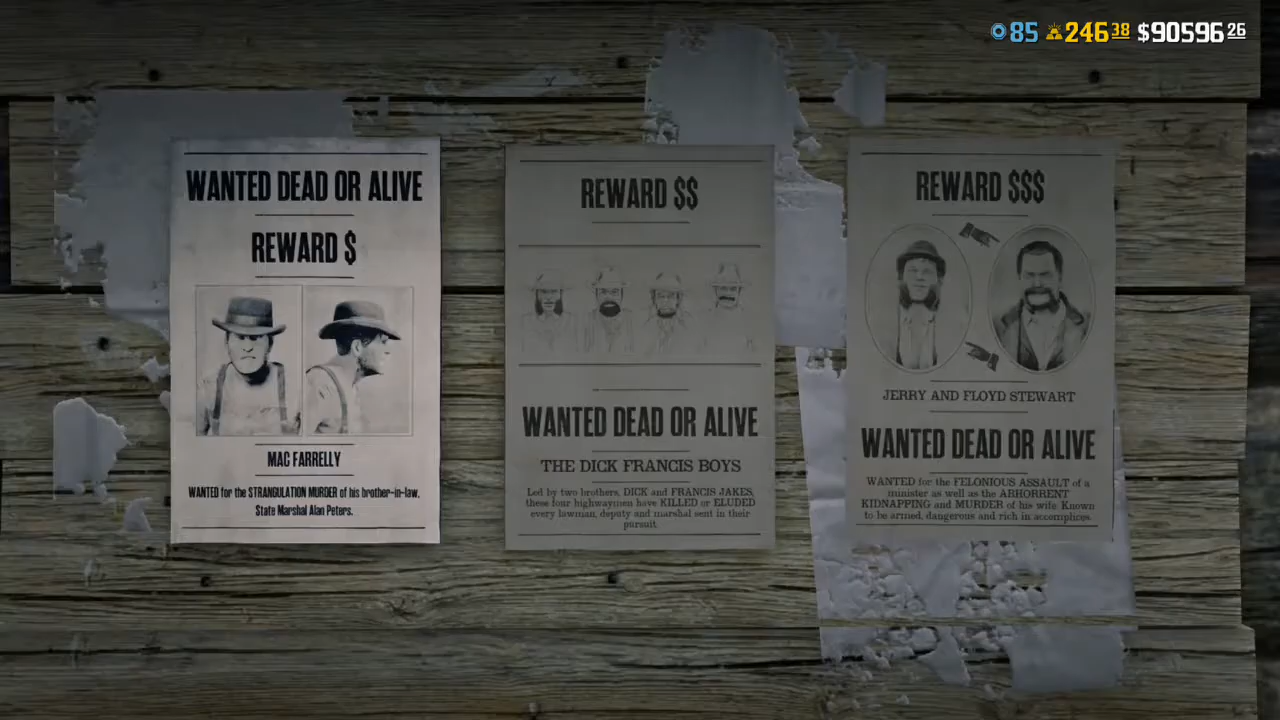 85 246 38 $90596 26
WANTED DEAD OR ALIVE
REWARD $
MAC FARRELLY
WANTED for the STRANGULATION MURDER of his brother-in-law,
State Marshal Alan Peters.
REWARD $$
WANTED DEAD OR ALIVE
THE DICK FRANCIS BOYS
Led by two brothers, DICK and FRANCIS JAKES,
these four highwaymen have KILLED or ELUDED
every lawman, deputy and marshal sent in their
pursuit.
REWARD $$$
JERRY AND FLOYD STEWART
WANTED DEAD OR ALIVE
WANTED for the FELONIOUS ASSAULT of a
minister as well as the ABHORRENT
KIDNAPPING and MURDER of his wife. Known
to be armed, dangerous and rich in accomplices.